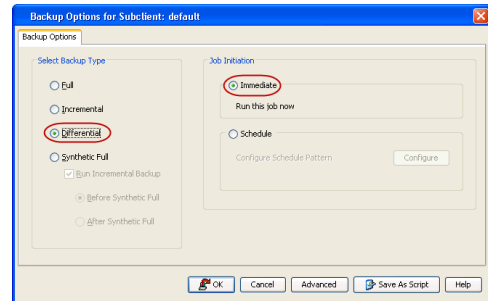 Backup Options for Subclient: default
Backup Options
Select Backup Type
Full
Incremental
Differential
Synthetic Full
Run Incremental Backup
Before Synthetic Full
After Synthetic Full
Job Initiation
Immediate
Run this job now
Schedule
Configure Schedule Pattern
Configure
OK
Cancel
Advanced
Save As Script
Help